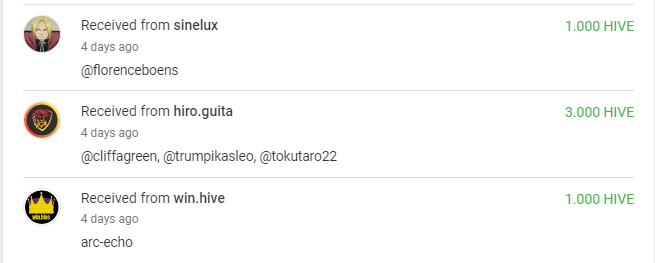 Received from sinelux
1.000 HIVE
4 days ago
@florenceboens
Received from hiro.guita
3.000 HIVE
4 days ago
@cliffagreen, @trumpikasleo, @tokutaro22
win.hive
Received from win.hive
1.000 HIVE
4 days ago
arc-echo